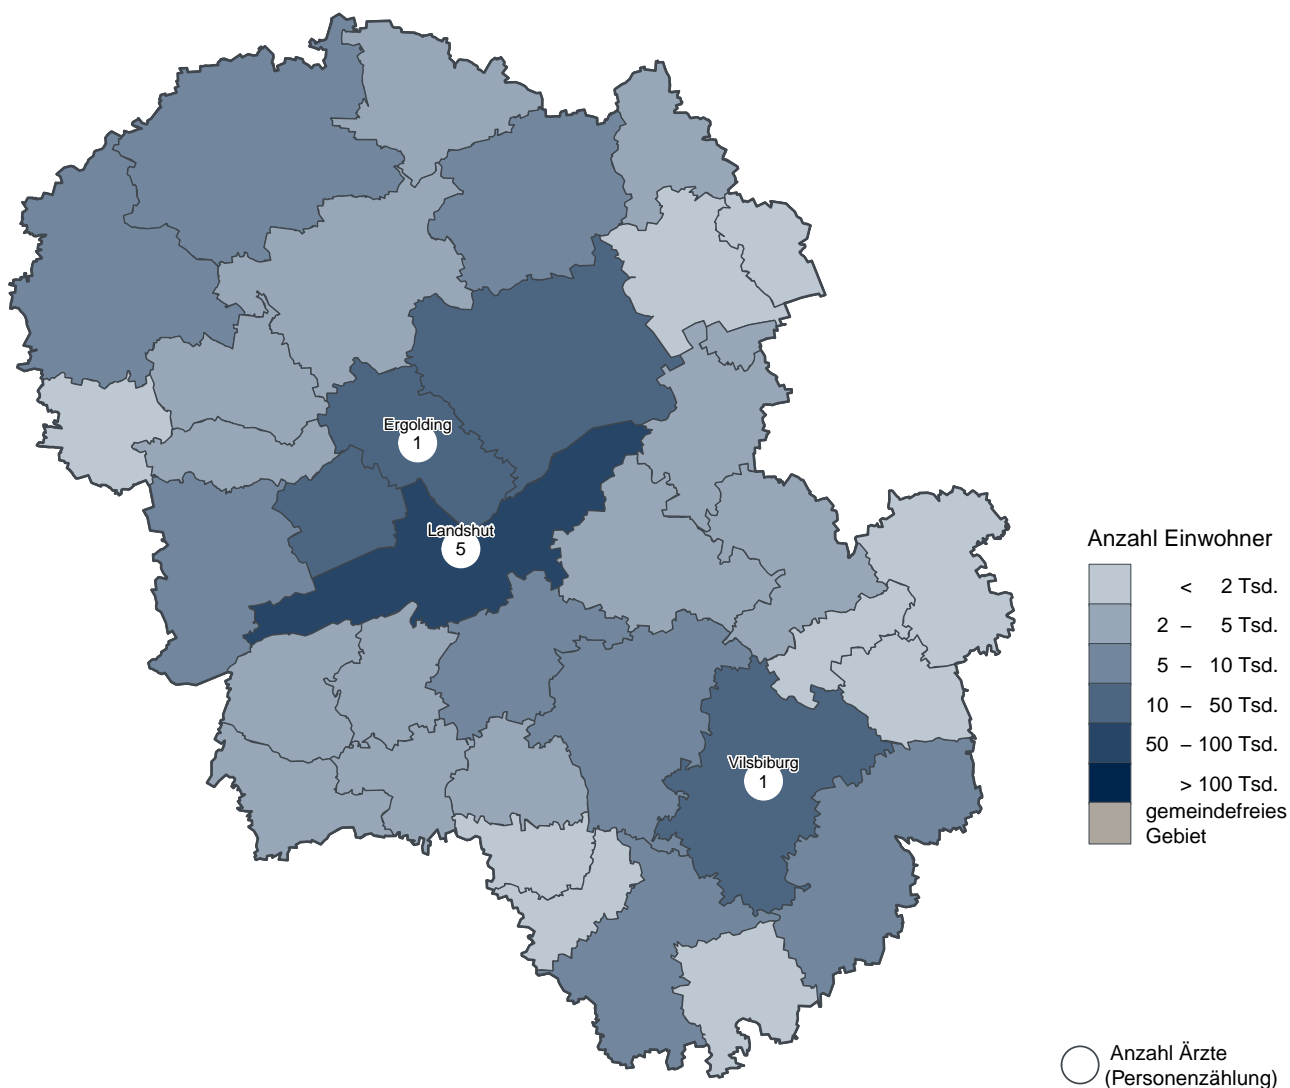 Ergolding
1
Landshut
5
Vilsbiburg
1
Anzahl Einwohner
< 2 Tsd.
2 – 5 Tsd.
5 – 10 Tsd.
10 – 50 Tsd.
50 – 100 Tsd.
> 100 Tsd.
gemeindefreies
Gebiet
Anzahl Ärzte
(Personenzählung)